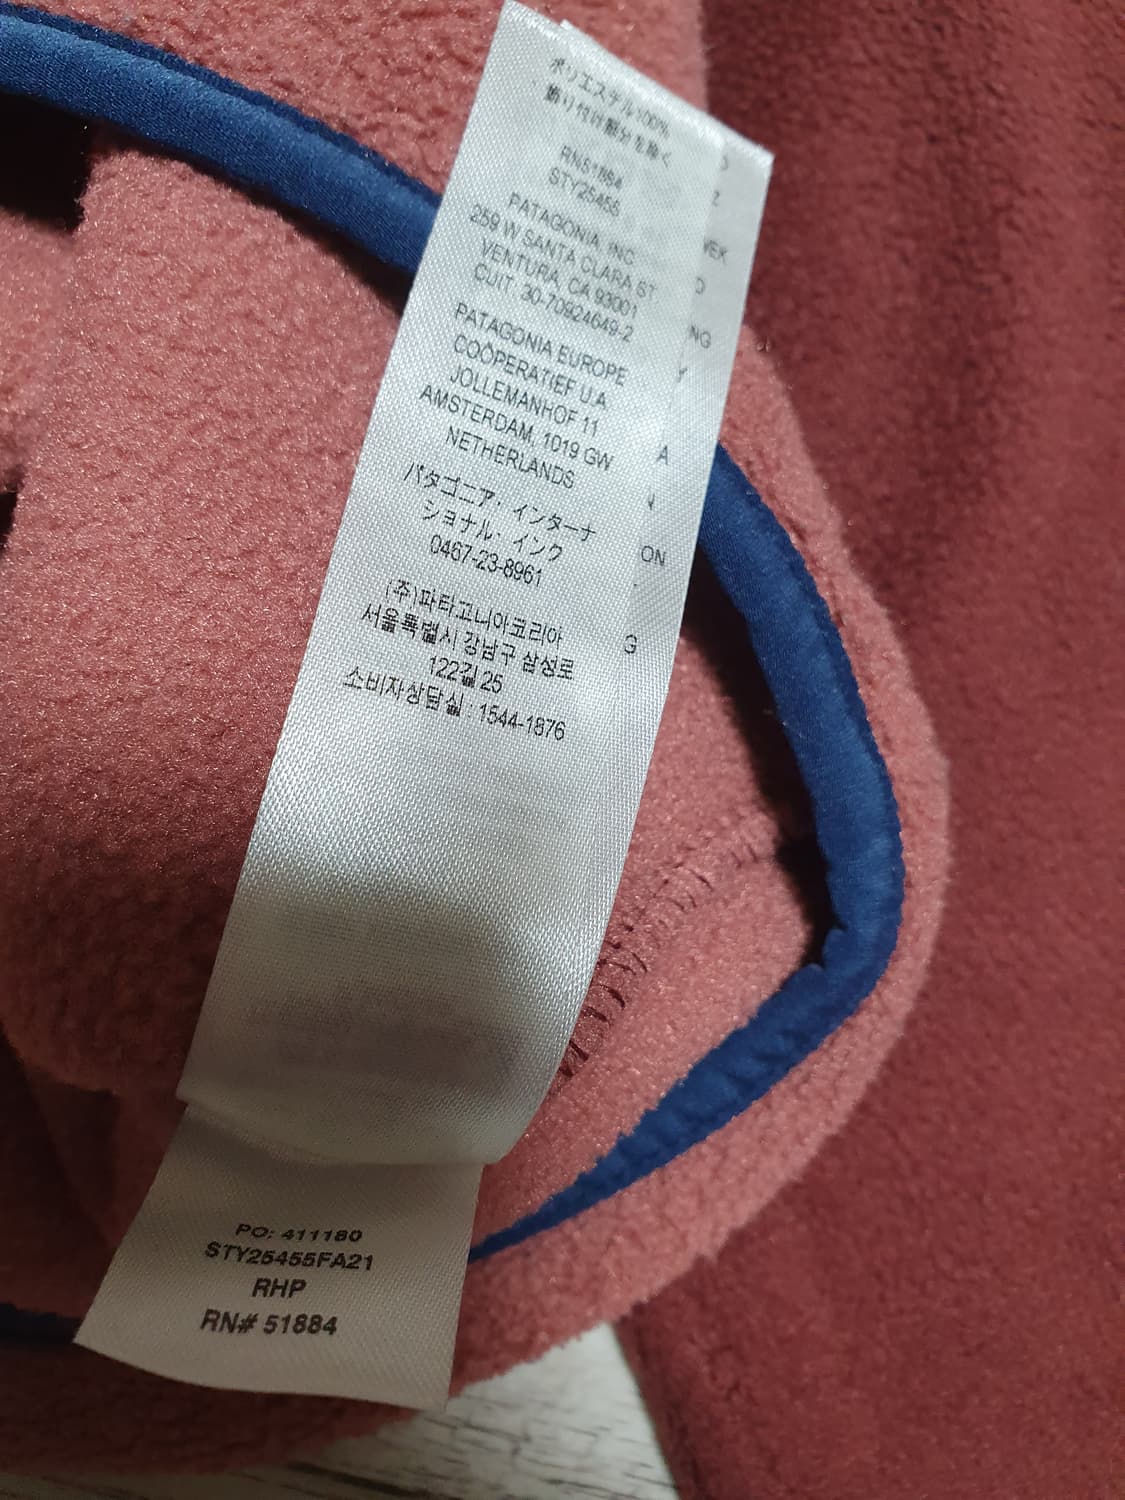 ポリエステル100%
飾り付け部分を除く
RN51884
STY25455
PATAGONIA, INC
259 W SANTA CLARA ST
VENTURA, CA 93001
CUIT 30-70924649-2
PATAGONIA EUROPE
COÖPERATIEF U.A
JOLLEMANHOF 11
AMSTERDAM, 1019 GW
NETHERLANDS
パタゴニア・インターナ
ショナル・インク
0467-23-8961
(주)파타고니아코리아
서울특별시 강남구 삼성로
122길 25
소비자상담실 : 1544-1876
PO: 411180
STY25455FA21
RHP
RN# 51884